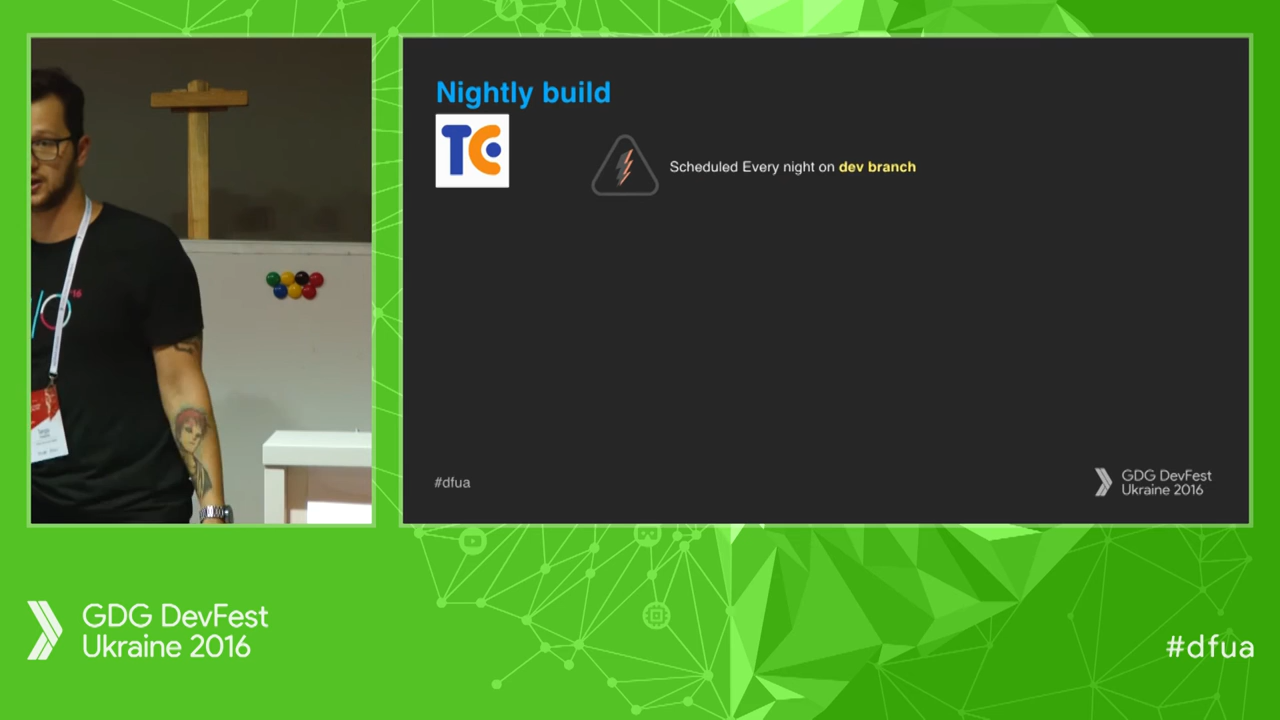 Nightly build
TC
Scheduled Every night on dev branch
#dfua
GDG DevFest
Ukraine 2016
I/O'16
GDG DevFest
Ukraine 2016
#dfua